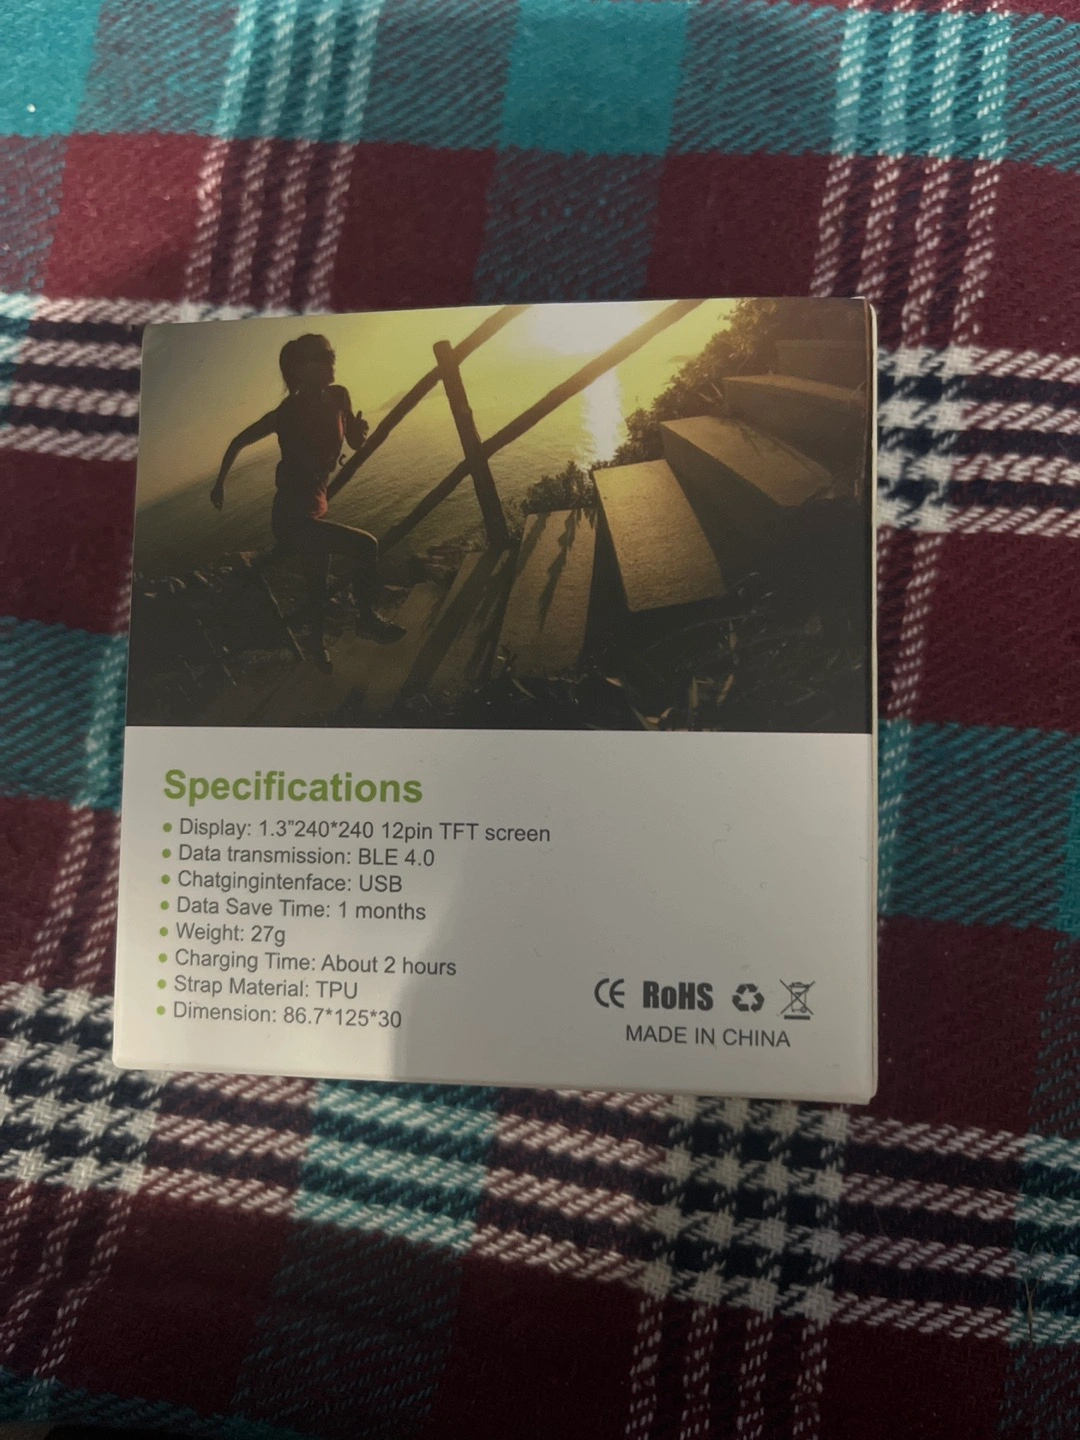 Specifications
• Display: 1.3”240*240 12pin TFT screen
• Data transmission: BLE 4.0
• Chatgingintenface: USB
• Data Save Time: 1 months
• Weight: 27g
• Charging Time: About 2 hours
• Strap Material: TPU
• Dimension: 86.7*125*30
CE RoHS
MADE IN CHINA